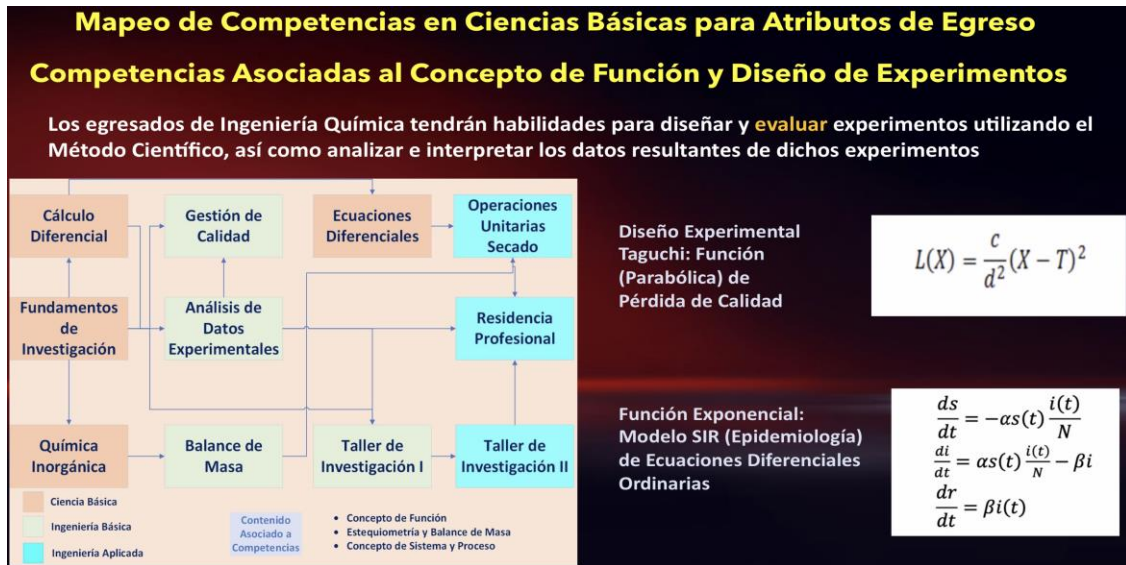 Mapeo de Competencias en Ciencias Básicas para Atributos de Egreso
Competencias Asociadas al Concepto de Función y Diseño de Experimentos
Los egresados de Ingeniería Química tendrán habilidades para diseñar y evaluar experimentos utilizando el
Método Científico, así como analizar e interpretar los datos resultantes de dichos experimentos
Cálculo
Diferencial
Gestión de
Calidad
Ecuaciones
Diferenciales
Operaciones
Unitarias
Secado
Fundamentos
de
Investigación
Análisis de
Datos
Experimentales
Residencia
Profesional
Química
Inorgánica
Balance de
Masa
Taller de
Investigación I
Taller de
Investigación II
Ciencia Básica
Ingeniería Básica
Ingeniería Aplicada
Contenido
Asociado a
Competencias
• Concepto de Función
• Estequiometría y Balance de Masa
• Concepto de Sistema y Proceso
Diseño Experimental
Taguchi: Función
(Parabólica) de
Pérdida de Calidad
L(X) = c/d² (X − T)²
Función Exponencial:
Modelo SIR (Epidemiología)
de Ecuaciones Diferenciales
Ordinarias
ds/dt = −αs(t) i(t)/N
di/dt = αs(t) i(t)/N − βi
dr/dt = βi(t)